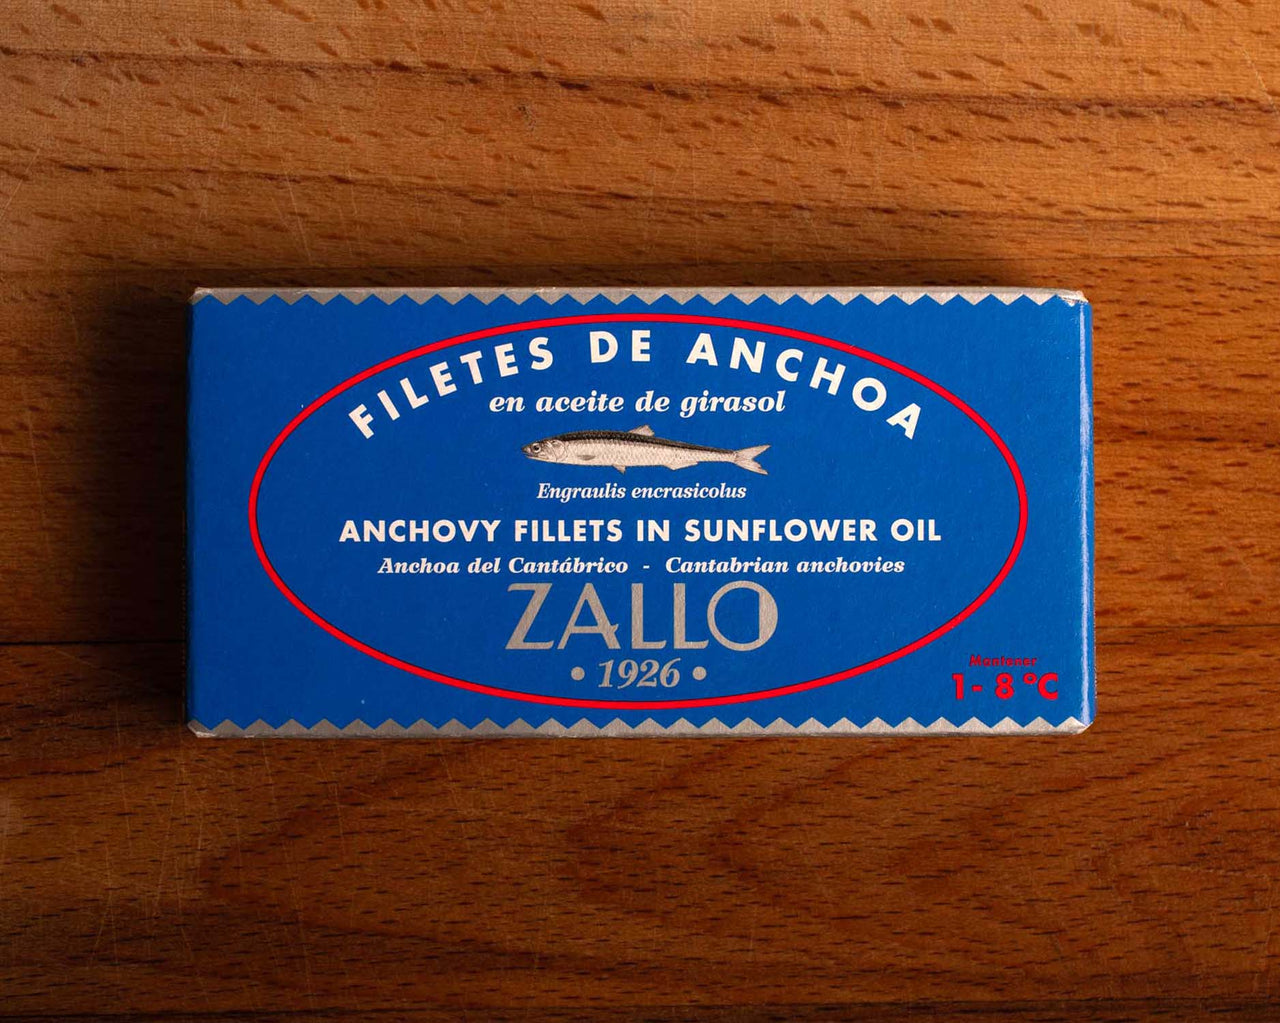 FILETES DE ANCHOA
en aceite de girasol
Engraulis encrasicolus
ANCHOVY FILLETS IN SUNFLOWER OIL
Anchoa del Cantábrico - Cantabrian anchovies
ZALLO
• 1926 •
Mantener
1 - 8 ºC